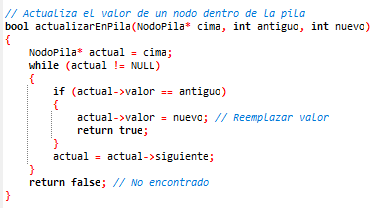 // Actualiza el valor de un nodo dentro de la pila
bool actualizarEnPila(NodoPila* cima, int antiguo, int nuevo)
{
    NodoPila* actual = cima;
    while (actual != NULL)
    {
        if (actual->valor == antiguo)
        {
            actual->valor = nuevo; // Reemplazar valor
            return true;
        }
        actual = actual->siguiente;
    }
    return false; // No encontrado
}